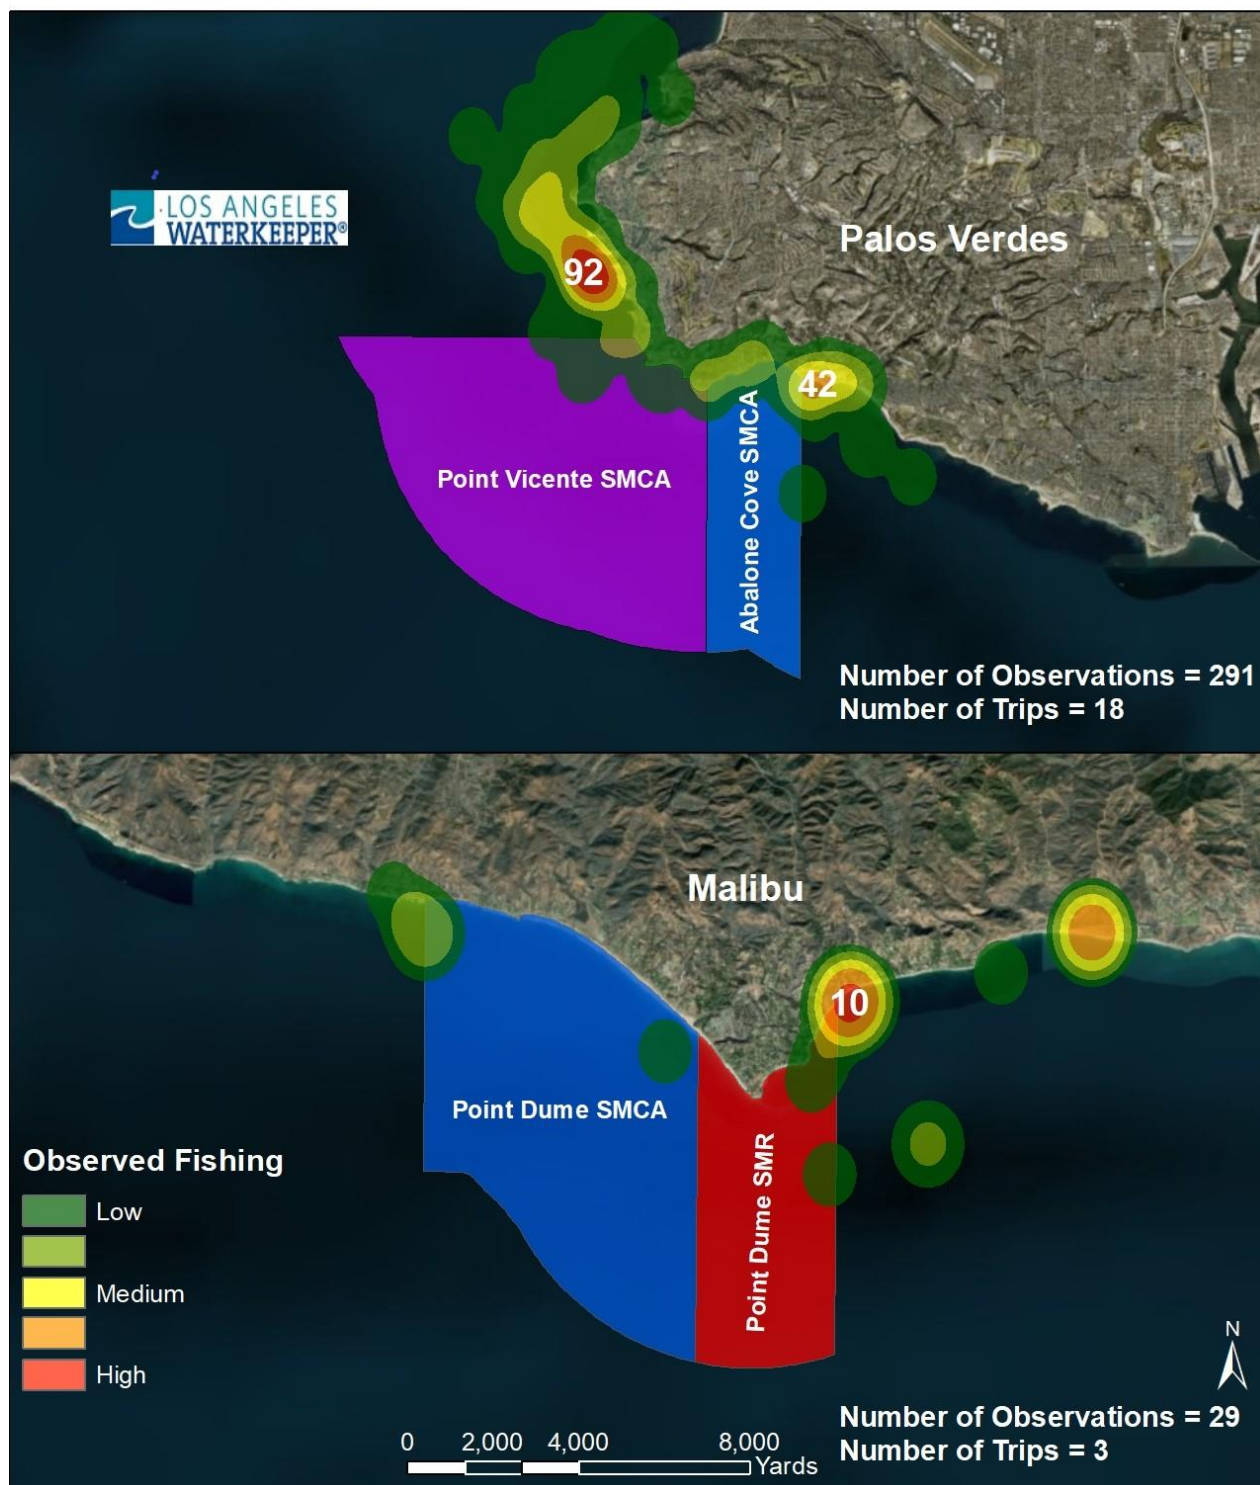 LOS ANGELES
WATERKEEPER®
Palos Verdes
92
42
Point Vicente SMCA
Abalone Cove SMCA
Number of Observations = 291
Number of Trips = 18
Malibu
10
Point Dume SMCA
Point Dume SMR
Observed Fishing
Low
Medium
High
N
Number of Observations = 29
Number of Trips = 3
0 2,000 4,000 8,000
Yards